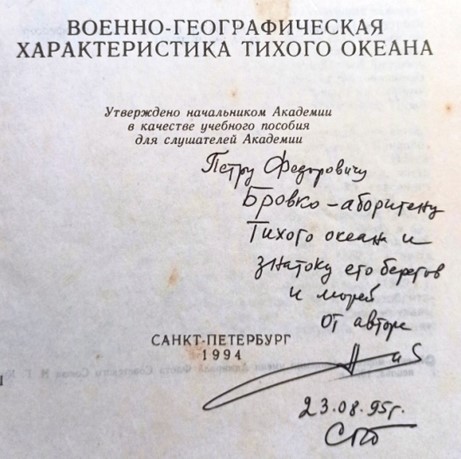 ВОЕННО-ГЕОГРАФИЧЕСКАЯ
ХАРАКТЕРИСТИКА ТИХОГО ОКЕАНА
Утверждено начальником Академии
в качестве учебного пособия
для слушателей Академии
Петру Федоровичу
Бровко - аборигену
Тихого океана и
знатоку его берегов
и морей
от автора
САНКТ-ПЕТЕРБУРГ
1994
23.08.95г.
СПб